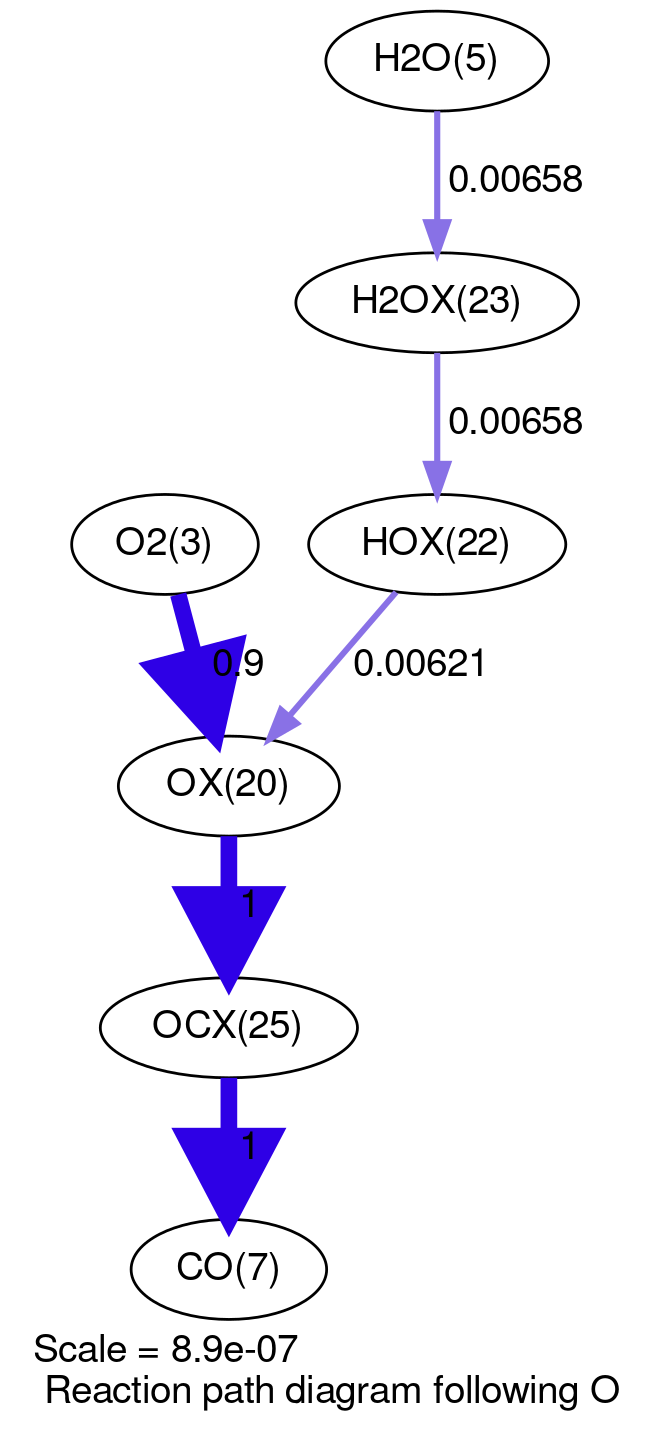 H2O(5)
0.00658
H2OX(23)
0.00658
O2(3)
HOX(22)
0.9
0.00621
OX(20)
1
OCX(25)
1
CO(7)
Scale = 8.9e-07
Reaction path diagram following O